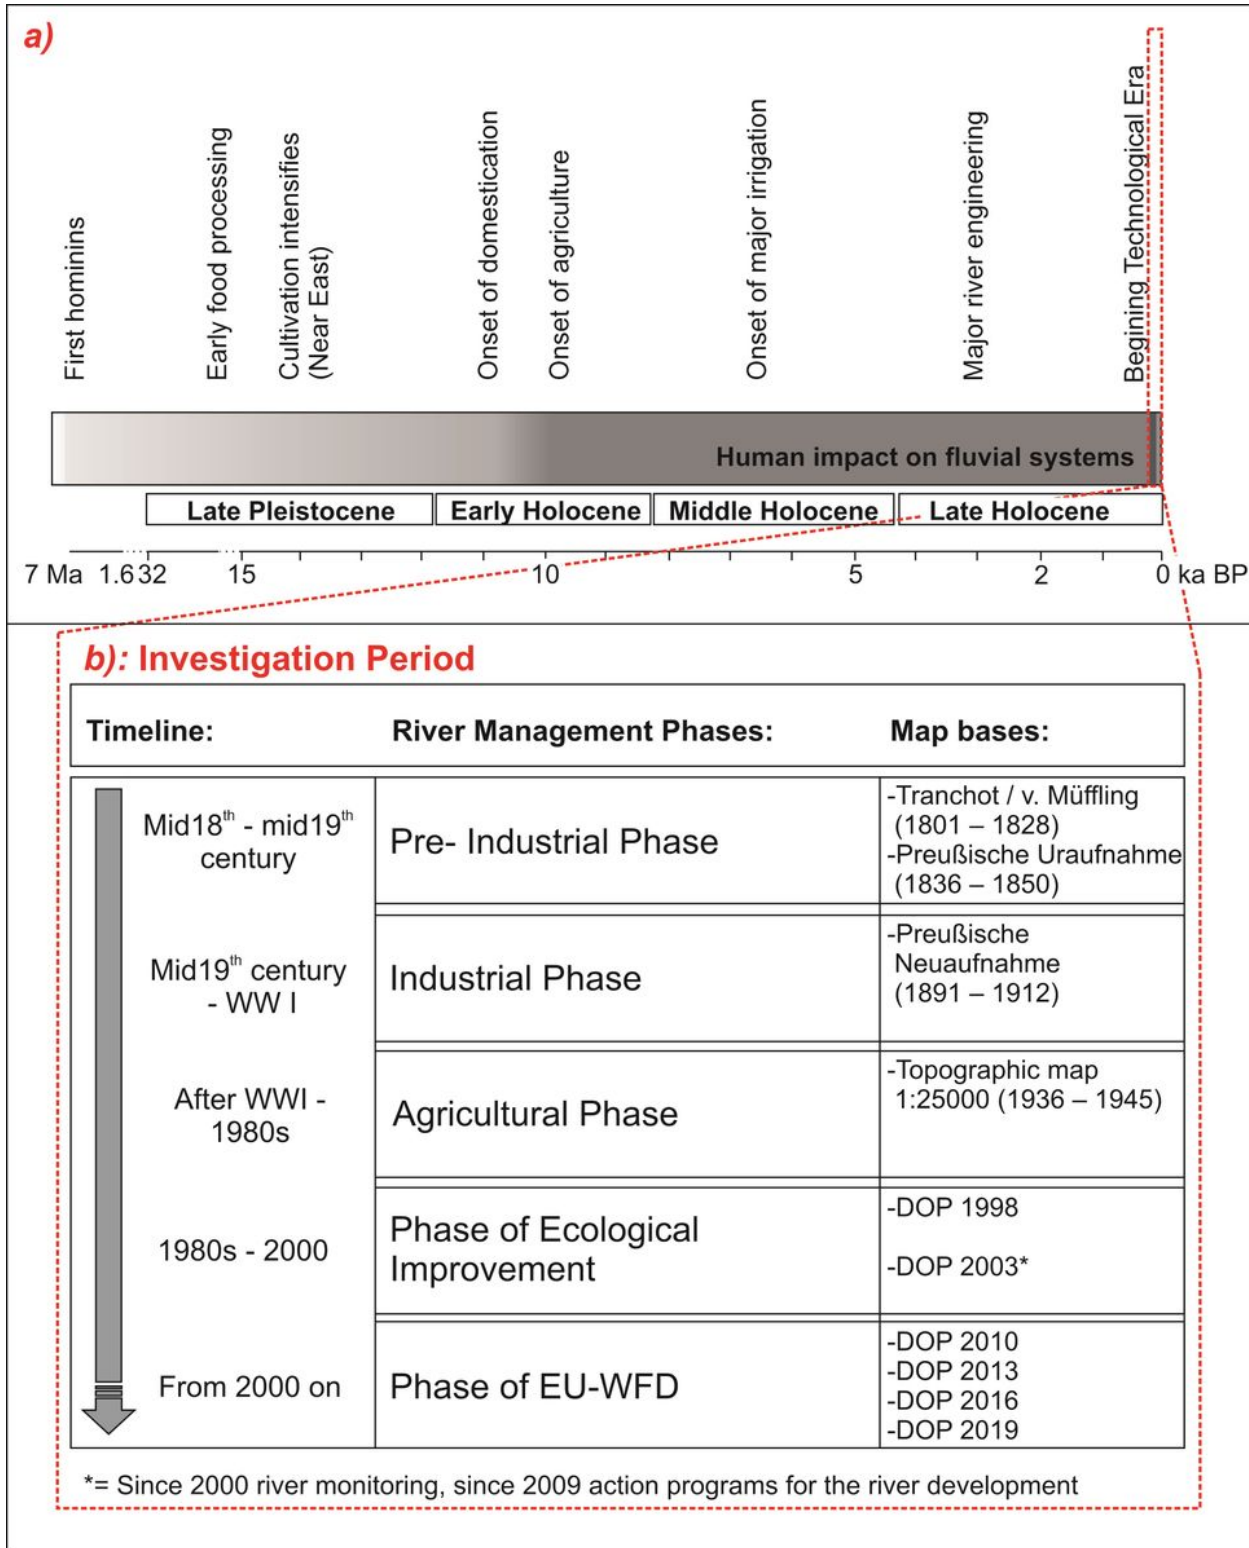 a)
First hominins
Early food processing
Cultivation intensifies
(Near East)
Onset of domestication
Onset of agriculture
Onset of major irrigation
Major river engineering
Begining Technological Era
Human impact on fluvial systems
Late Pleistocene
Early Holocene
Middle Holocene
Late Holocene
7 Ma 1.6 32 15 10 5 2 0 ka BP
b): Investigation Period
Timeline: River Management Phases: Map bases:
Mid18th - mid19th
century
Pre- Industrial Phase
-Tranchot / v. Müffling
(1801 – 1828)
-Preußische Uraufnahme
(1836 – 1850)
Mid19th century
- WW I
Industrial Phase
-Preußische
Neuaufnahme
(1891 – 1912)
After WWI -
1980s
Agricultural Phase
-Topographic map
1:25000 (1936 – 1945)
1980s - 2000
Phase of Ecological
Improvement
-DOP 1998
-DOP 2003*
From 2000 on
Phase of EU-WFD
-DOP 2010
-DOP 2013
-DOP 2016
-DOP 2019
*= Since 2000 river monitoring, since 2009 action programs for the river development